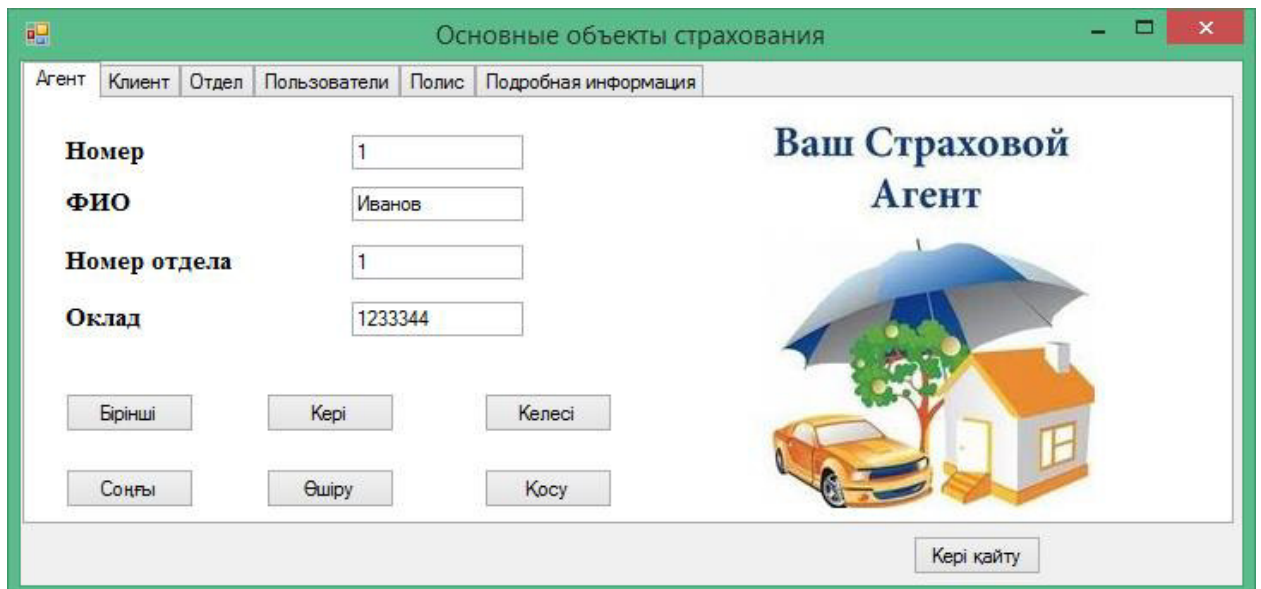 Основные объекты страхования
Агент Клиент Отдел Пользователи Полис Подробная информация
Номер 1
ФИО Иванов
Номер отдела 1
Оклад 1233344
Бірінші Кері Келесі
Соңғы Өшіру Қосу
Ваш Страховой
Агент
Кері қайту